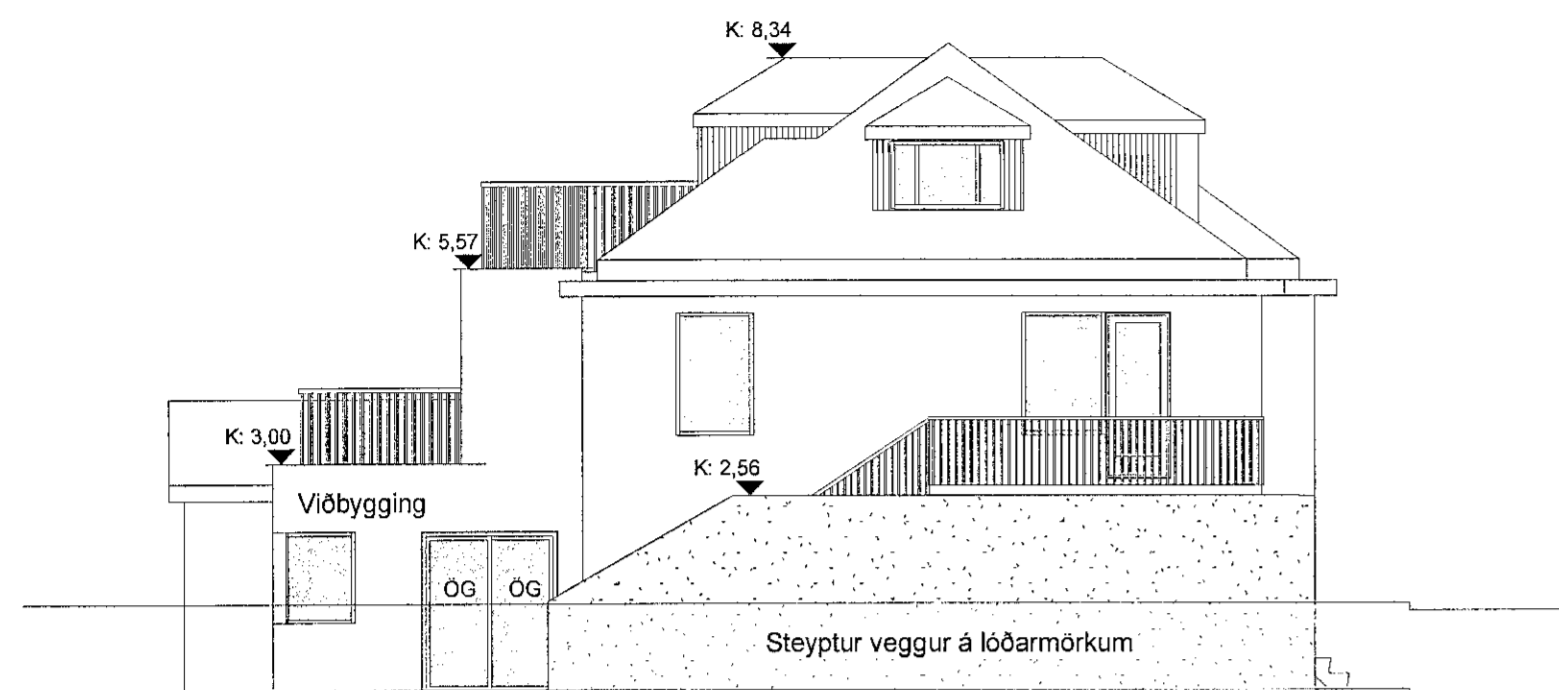 K: 8,34
K: 5,57
K: 3,00
K: 2,56
Viðbygging
ÖG ÖG
Steyptur veggur á lóðarmörkum